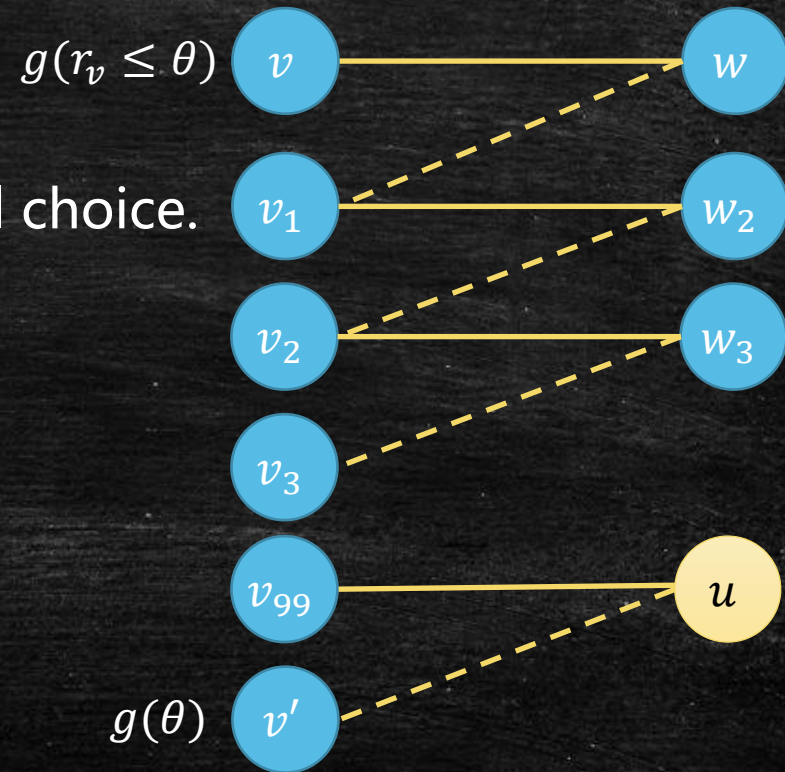 g(r_v ≤ θ) v w
l choice. v_1 w_2
v_2 w_3
v_3
v_99 u
g(θ) v′